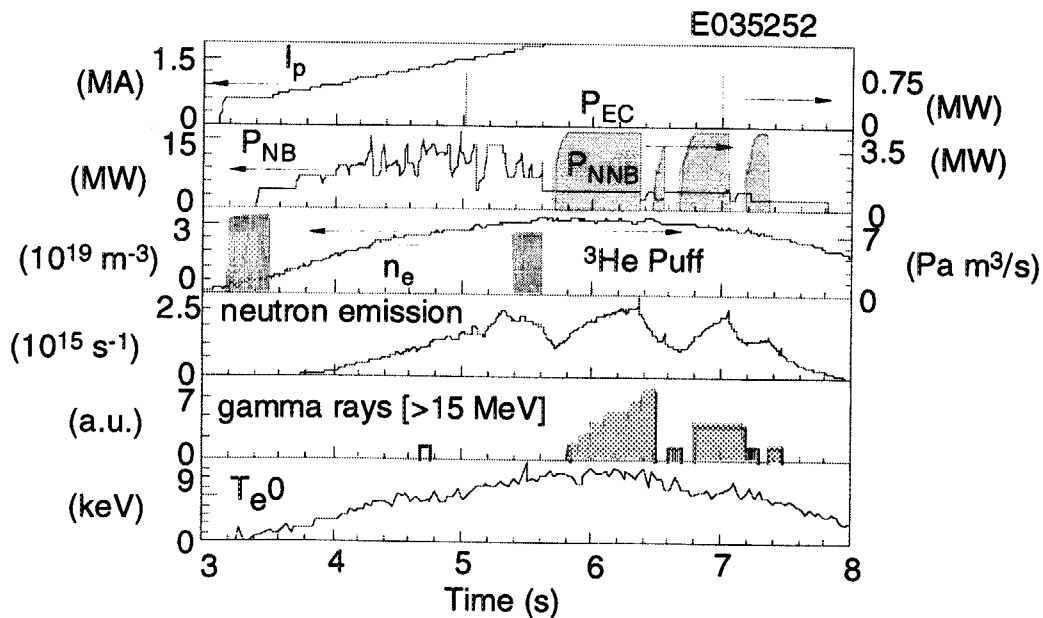 E035252
1.5
I_p
(MA)
0
0.75
(MW)
0
P_EC
15
P_NB
(MW)
0
P_NNB
3.5
(MW)
0
3
(10^19 m^-3)
0
n_e
^3He Puff
7
(Pa m^3/s)
0
2.5
neutron emission
(10^15 s^-1)
0
7
gamma rays [>15 MeV]
(a.u.)
0
9
T_e0
(keV)
0
3 4 5 6 7 8
Time (s)